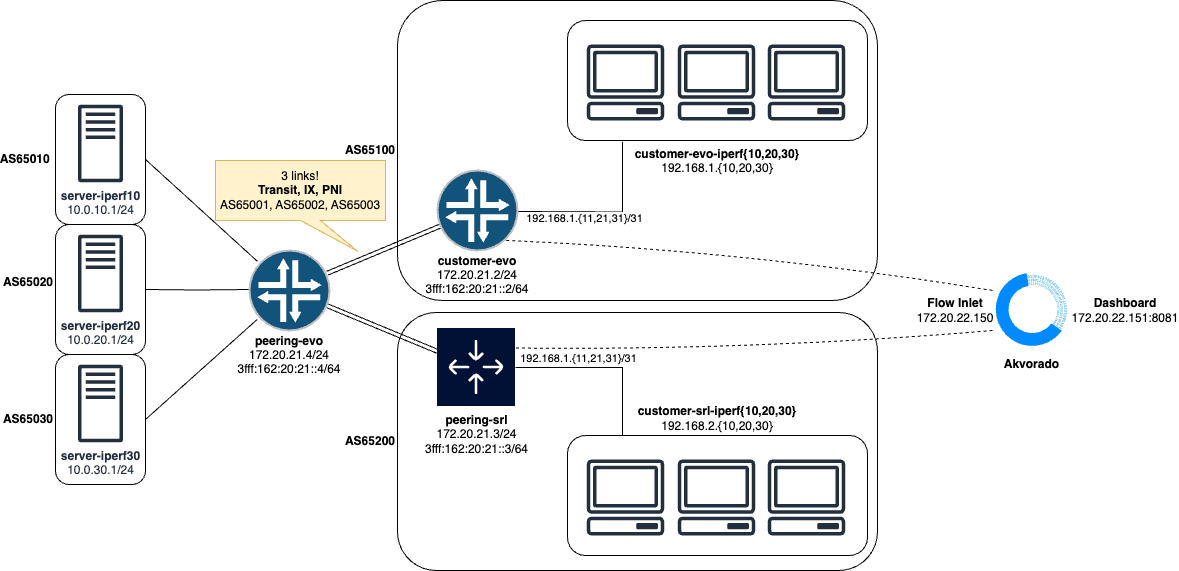 AS65010
server-iperf10
10.0.10.1/24
AS65020
server-iperf20
10.0.20.1/24
AS65030
server-iperf30
10.0.30.1/24
3 links!
Transit, IX, PNI
AS65001, AS65002, AS65003
peering-evo
172.20.21.4/24
3fff:162:20:21::4/64
AS65100
customer-evo
172.20.21.2/24
3fff:162:20:21::2/64
192.168.1.{11,21,31}/31
customer-evo-iperf{10,20,30}
192.168.1.{10,20,30}
AS65200
peering-srl
172.20.21.3/24
3fff:162:20:21::3/64
192.168.1.{11,21,31}/31
customer-srl-iperf{10,20,30}
192.168.2.{10,20,30}
Flow Inlet
172.20.22.150
Dashboard
172.20.22.151:8081
Akvorado